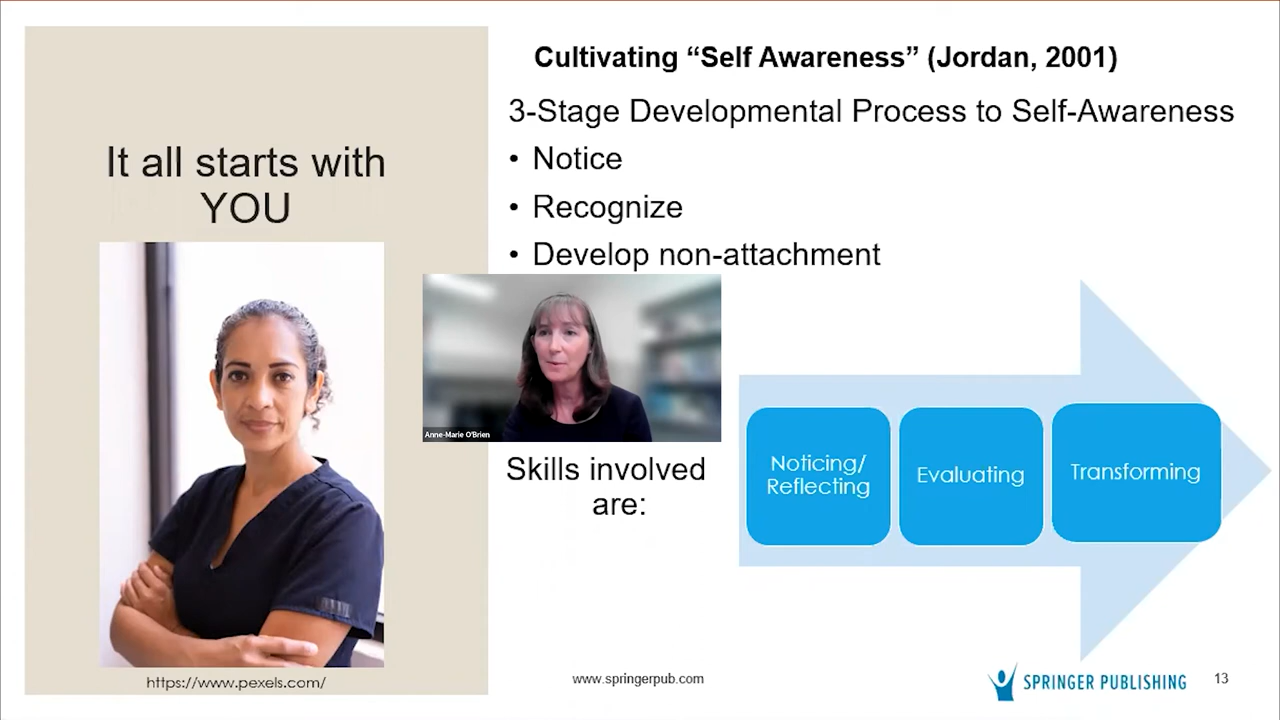 It all starts with
YOU
https://www.pexels.com/
Cultivating “Self Awareness” (Jordan, 2001)
3-Stage Developmental Process to Self-Awareness
• Notice
• Recognize
• Develop non-attachment
Anne-Marie O'Brien
Skills involved
are:
Noticing/
Reflecting
Evaluating
Transforming
www.springerpub.com
SPRINGER PUBLISHING
13